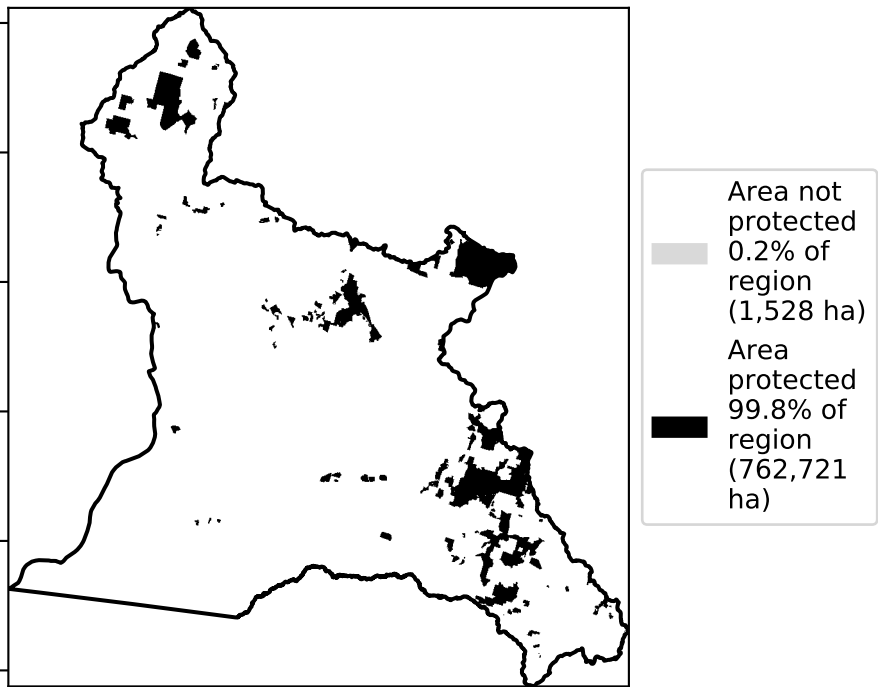 Area not
protected
0.2% of
region
(1,528 ha)
Area
protected
99.8% of
region
(762,721
ha)